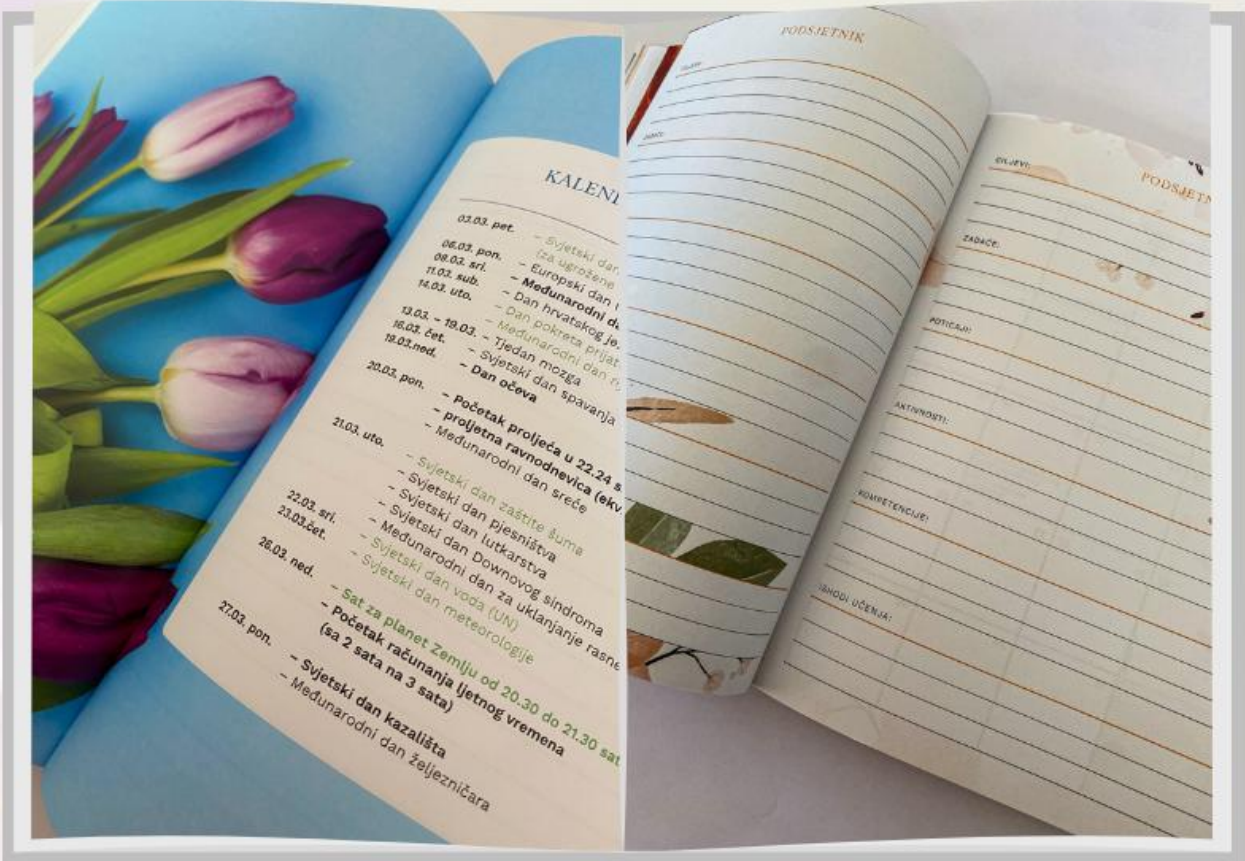 KALEN
03.03. pet.
– Svjetski dan
(za ugrožene
06.03. pon.
– Europski dan
08.03. sri.
– Međunarodni da
11.03. sub.
– Dan hrvatskog je
14.03. uto.
– Dan pokreta prijat
– Međunarodni dan
13.03. – 19.03. – Tjedan mozga
16.03. čet.
– Svjetski dan spavanja
19.03.ned.
– Dan očeva
20.03. pon.
– Početak proljeća u 22.24 s
– proljetna ravnodnevica (ekv
– Međunarodni dan sreće
21.03. uto.
– Svjetski dan zaštite šuma
– Svjetski dan pjesništva
– Svjetski dan lutkarstva
– Svjetski dan Downovog sindroma
– Međunarodni dan za uklanjanje rasne
22.03. sri.
– Svjetski dan voda (UN)
23.03.čet.
– Svjetski dan meteorologije
26.03. ned.
– Sat za planet Zemlju od 20.30 do 21.30 sat
– Početak računanja ljetnog vremena
(sa 2 sata na 3 sata)
27.03. pon.
– Svjetski dan kazališta
– Međunarodni dan željezničara
PODSJETNIK
CILJEVI:
ZADAĆE:
PODSJETN
CILJEVI:
ZADAĆE:
POTICAJI:
AKTIVNOSTI:
KOMPETENCIJE:
ISHODI UČENJA: